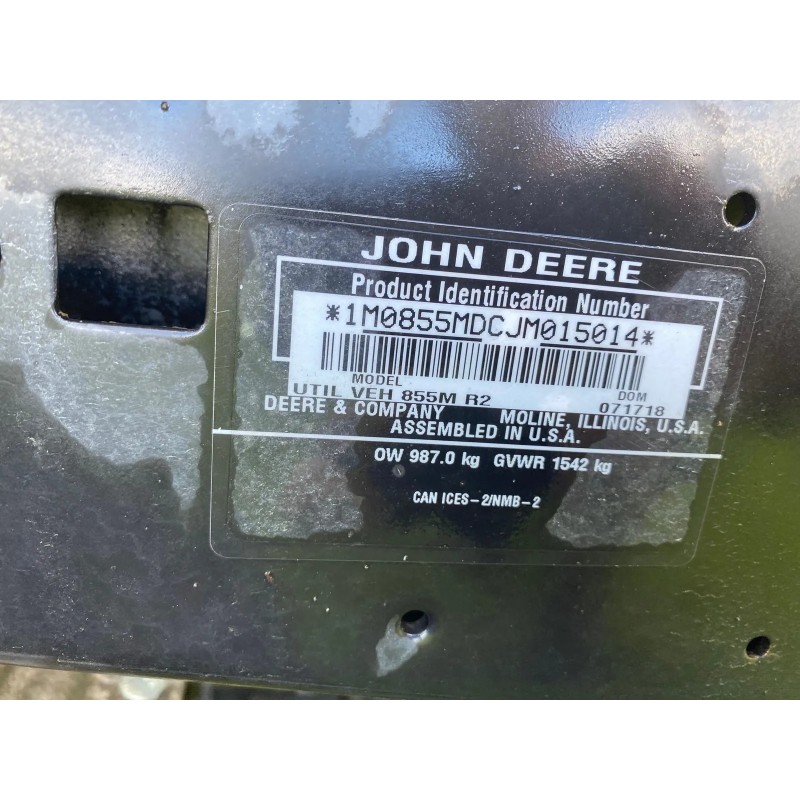 JOHN DEERE
Product Identification Number
*1M0855MDCJM015014*
MODEL DOM
UTIL VEH 855M R2 071718
DEERE & COMPANY MOLINE, ILLINOIS, U.S.A.
ASSEMBLED IN U.S.A.
OW 987.0 kg GVWR 1542 kg
CAN ICES-2/NMB-2